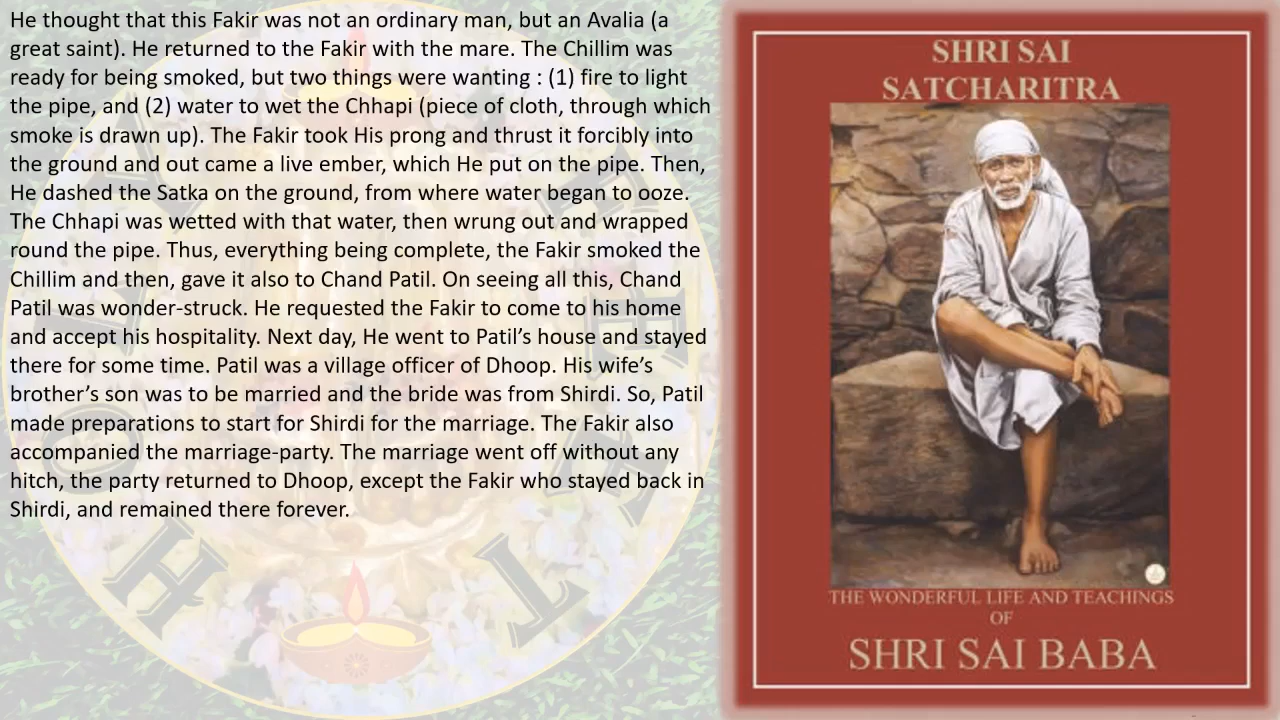 He thought that this Fakir was not an ordinary man, but an Avalia (a
great saint). He returned to the Fakir with the mare. The Chillim was
ready for being smoked, but two things were wanting : (1) fire to light
the pipe, and (2) water to wet the Chhapi (piece of cloth, through which
smoke is drawn up). The Fakir took His prong and thrust it forcibly into
the ground and out came a live ember, which He put on the pipe. Then,
He dashed the Satka on the ground, from where water began to ooze.
The Chhapi was wetted with that water, then wrung out and wrapped
round the pipe. Thus, everything being complete, the Fakir smoked the
Chillim and then, gave it also to Chand Patil. On seeing all this, Chand
Patil was wonder-struck. He requested the Fakir to come to his home
and accept his hospitality. Next day, He went to Patil’s house and stayed
there for some time. Patil was a village officer of Dhoop. His wife’s
brother’s son was to be married and the bride was from Shirdi. So, Patil
made preparations to start for Shirdi for the marriage. The Fakir also
accompanied the marriage-party. The marriage went off without any
hitch, the party returned to Dhoop, except the Fakir who stayed back in
Shirdi, and remained there forever.
SHRI SAI
SATCHARITRA
THE WONDERFUL LIFE AND TEACHINGS
OF
SHRI SAI BABA